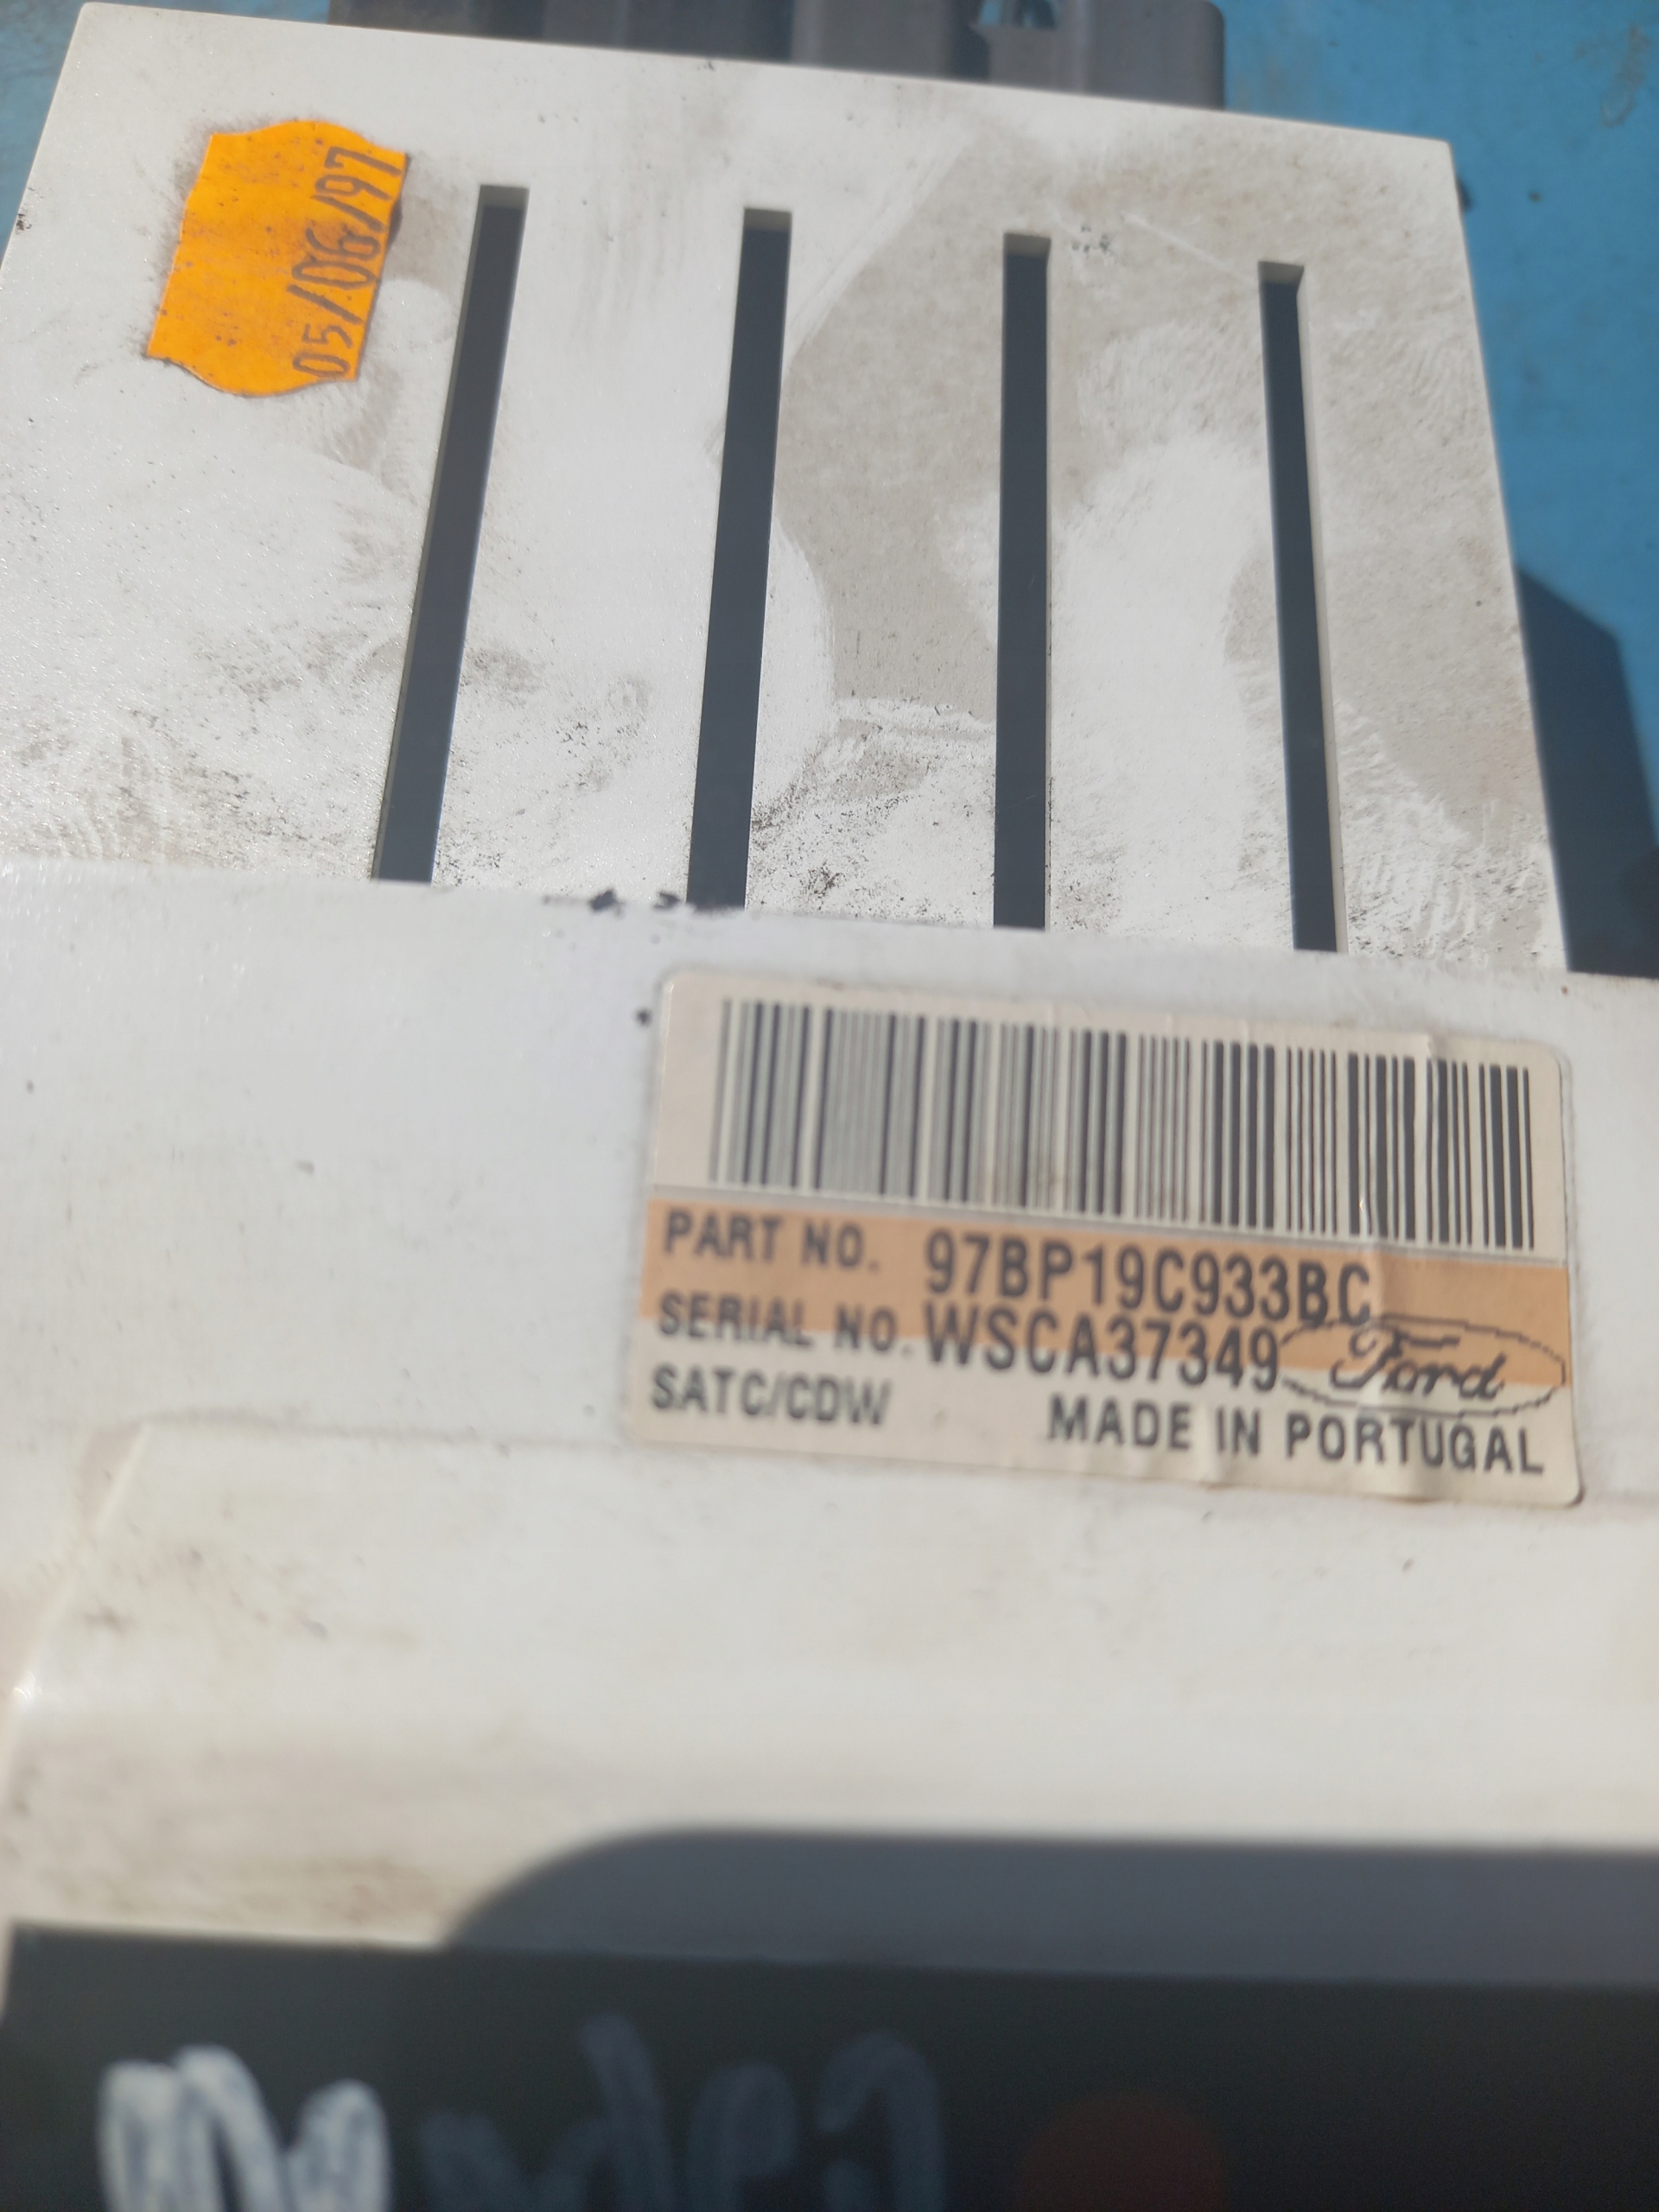 05/06/97
PART NO. 97BP19C933BC
SERIAL NO. WSCA37349 Ford
SATC/CDW MADE IN PORTUGAL